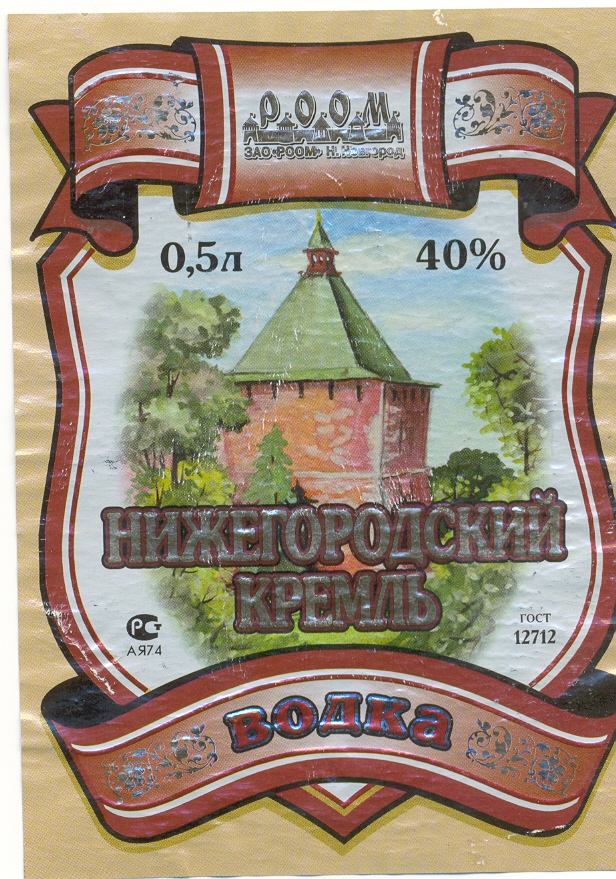 РООМ
ЗАО «РООМ» Н. Новгород
0,5л 40%
НИЖЕГОРОДСКИЙ
КРЕМЛЬ
РСТ
АЯ74
ГОСТ
12712
водка